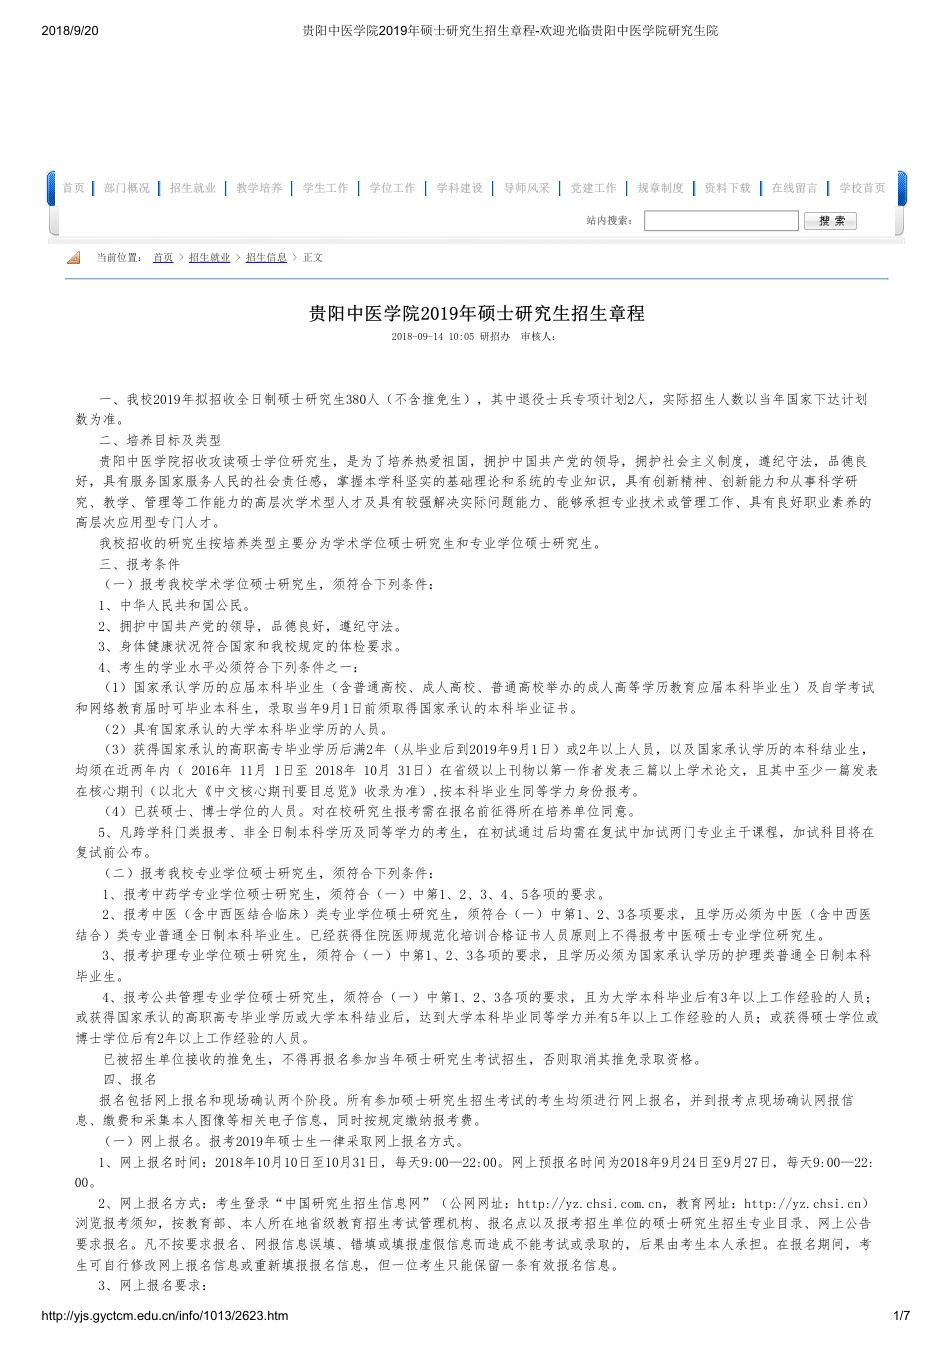 2018/9/20
贵阳中医学院2019年硕士研究生招生章程-欢迎光临贵阳中医学院研究生院
首页 部门概况 招生就业 教学培养 学生工作 学位工作 学科建设 导师风采 党建工作 规章制度 资料下载 在线留言 学校首页
站内搜索： 搜 索
当前位置： 首页 > 招生就业 > 招生信息 > 正文
贵阳中医学院2019年硕士研究生招生章程
2018-09-14 10:05 研招办 审核人：
一、我校2019年拟招收全日制硕士研究生380人（不含推免生），其中退役士兵专项计划2人，实际招生人数以当年国家下达计划
数为准。
二、培养目标及类型
贵阳中医学院招收攻读硕士学位研究生，是为了培养热爱祖国，拥护中国共产党的领导，拥护社会主义制度，遵纪守法，品德良
好，具有服务国家服务人民的社会责任感，掌握本学科坚实的基础理论和系统的专业知识，具有创新精神、创新能力和从事科学研
究、教学、管理等工作能力的高层次学术型人才及具有较强解决实际问题能力、能够承担专业技术或管理工作、具有良好职业素养的
高层次应用型专门人才。
我校招收的研究生按培养类型主要分为学术学位硕士研究生和专业学位硕士研究生。
三、报考条件
（一）报考我校学术学位硕士研究生，须符合下列条件：
1、中华人民共和国公民。
2、拥护中国共产党的领导，品德良好，遵纪守法。
3、身体健康状况符合国家和我校规定的体检要求。
4、考生的学业水平必须符合下列条件之一：
（1）国家承认学历的应届本科毕业生（含普通高校、成人高校、普通高校举办的成人高等学历教育应届本科毕业生）及自学考试
和网络教育届时可毕业本科生，录取当年9月1日前须取得国家承认的本科毕业证书。
（2）具有国家承认的大学本科毕业学历的人员。
（3）获得国家承认的高职高专毕业学历后满2年（从毕业后到2019年9月1日）或2年以上人员，以及国家承认学历的本科结业生，
均须在近两年内（ 2016年 11月 1日至 2018年 10月 31日）在省级以上刊物以第一作者发表三篇以上学术论文，且其中至少一篇发表
在核心期刊（以北大《中文核心期刊要目总览》收录为准）,按本科毕业生同等学力身份报考。
（4）已获硕士、博士学位的人员。对在校研究生报考需在报名前征得所在培养单位同意。
5、凡跨学科门类报考、非全日制本科学历及同等学力的考生，在初试通过后均需在复试中加试两门专业主干课程，加试科目将在
复试前公布。
（二）报考我校专业学位硕士研究生，须符合下列条件：
1、报考中药学专业学位硕士研究生，须符合（一）中第1、2、3、4、5各项的要求。
2、报考中医（含中西医结合临床）类专业学位硕士研究生，须符合（一）中第1、2、3各项要求，且学历必须为中医（含中西医
结合）类专业普通全日制本科毕业生。已经获得住院医师规范化培训合格证书人员原则上不得报考中医硕士专业学位研究生。
3、报考护理专业学位硕士研究生，须符合（一）中第1、2、3各项的要求，且学历必须为国家承认学历的护理类普通全日制本科
毕业生。
4、报考公共管理专业学位硕士研究生，须符合（一）中第1、2、3各项的要求，且为大学本科毕业后有3年以上工作经验的人员；
或获得国家承认的高职高专毕业学历或大学本科结业后，达到大学本科毕业同等学力并有5年以上工作经验的人员；或获得硕士学位或
博士学位后有2年以上工作经验的人员。
已被招生单位接收的推免生，不得再报名参加当年硕士研究生考试招生，否则取消其推免录取资格。
四、报名
报名包括网上报名和现场确认两个阶段。所有参加硕士研究生招生考试的考生均须进行网上报名，并到报考点现场确认网报信
息、缴费和采集本人图像等相关电子信息，同时按规定缴纳报考费。
（一）网上报名。报考2019年硕士生一律采取网上报名方式。
1、网上报名时间：2018年10月10日至10月31日，每天9:00—22:00。网上预报名时间为2018年9月24日至9月27日，每天9:00—22:
00。
2、网上报名方式：考生登录“中国研究生招生信息网”（公网网址：http://yz.chsi.com.cn，教育网址：http://yz.chsi.cn）
浏览报考须知，按教育部、本人所在地省级教育招生考试管理机构、报名点以及报考招生单位的硕士研究生招生专业目录、网上公告
要求报名。凡不按要求报名、网报信息误填、错填或填报虚假信息而造成不能考试或录取的，后果由考生本人承担。在报名期间，考
生可自行修改网上报名信息或重新填报报名信息，但一位考生只能保留一条有效报名信息。
3、网上报名要求：
http://yjs.gyctcm.edu.cn/info/1013/2623.htm
1/7